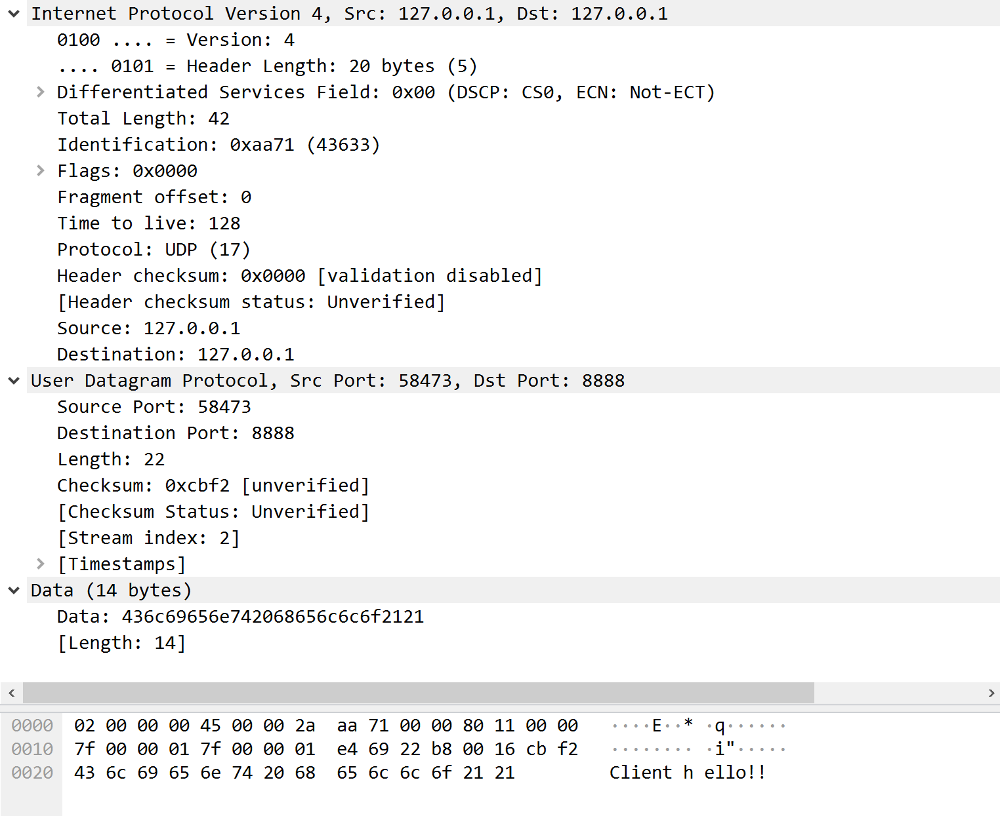 Internet Protocol Version 4, Src: 127.0.0.1, Dst: 127.0.0.1
0100 .... = Version: 4
.... 0101 = Header Length: 20 bytes (5)
Differentiated Services Field: 0x00 (DSCP: CS0, ECN: Not-ECT)
Total Length: 42
Identification: 0xaa71 (43633)
Flags: 0x0000
Fragment offset: 0
Time to live: 128
Protocol: UDP (17)
Header checksum: 0x0000 [validation disabled]
[Header checksum status: Unverified]
Source: 127.0.0.1
Destination: 127.0.0.1
User Datagram Protocol, Src Port: 58473, Dst Port: 8888
Source Port: 58473
Destination Port: 8888
Length: 22
Checksum: 0xcbf2 [unverified]
[Checksum Status: Unverified]
[Stream index: 2]
[Timestamps]
Data (14 bytes)
Data: 436c69656e742068656c6c6f2121
[Length: 14]
0000 02 00 00 00 45 00 00 2a aa 71 00 00 80 11 00 00 ····E··* ·q······
0010 7f 00 00 01 7f 00 00 01 e4 69 22 b8 00 16 cb f2 ········ ·i"·····
0020 43 6c 69 65 6e 74 20 68 65 6c 6c 6f 21 21 Client h ello!!